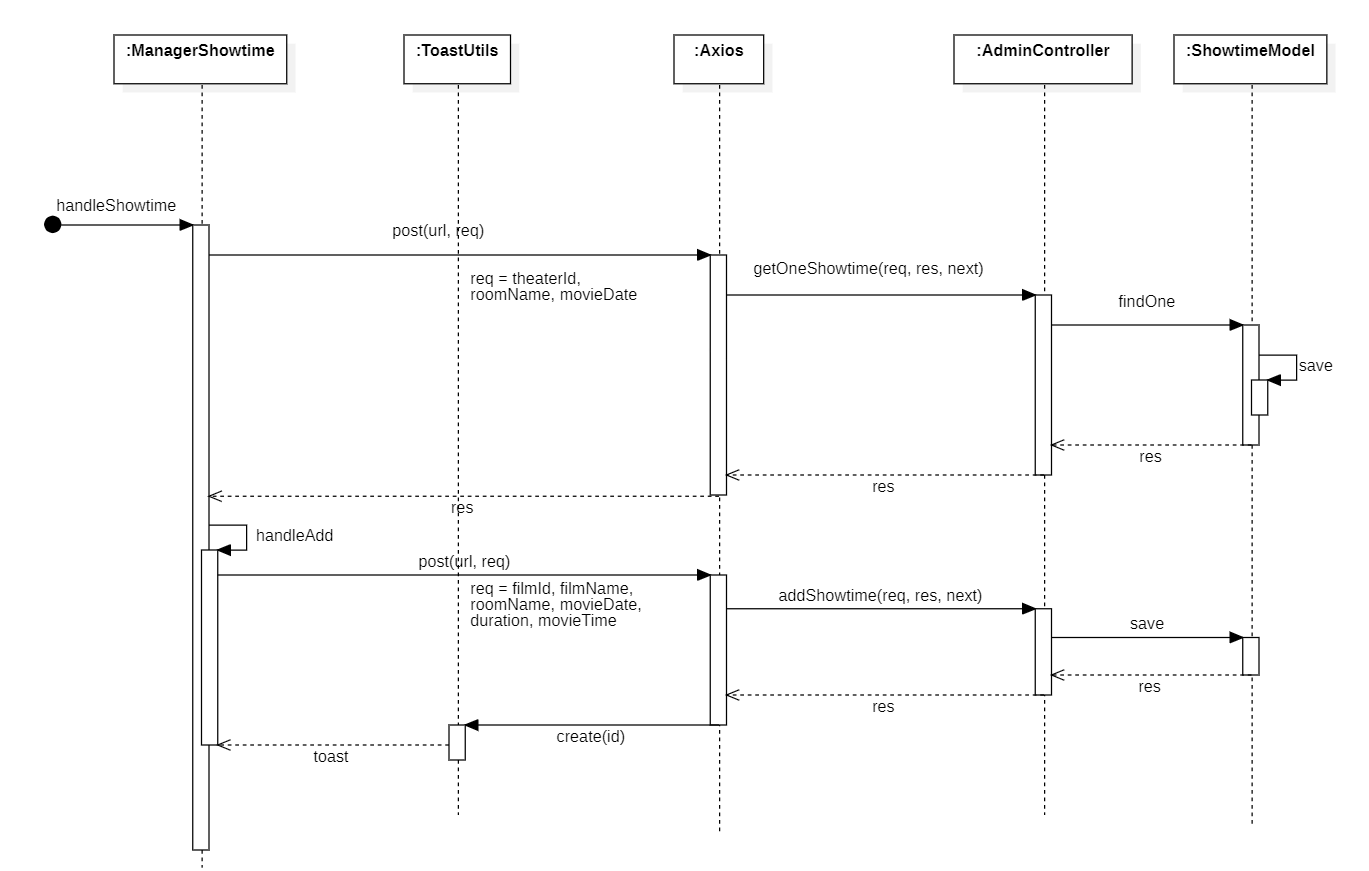 :ManagerShowtime
:ToastUtils
:Axios
:AdminController
:ShowtimeModel
handleShowtime
post(url, req)
req = theaterId,
roomName, movieDate
getOneShowtime(req, res, next)
findOne
save
res
res
res
handleAdd
post(url, req)
req = filmId, filmName,
roomName, movieDate,
duration, movieTime
addShowtime(req, res, next)
save
res
res
create(id)
toast